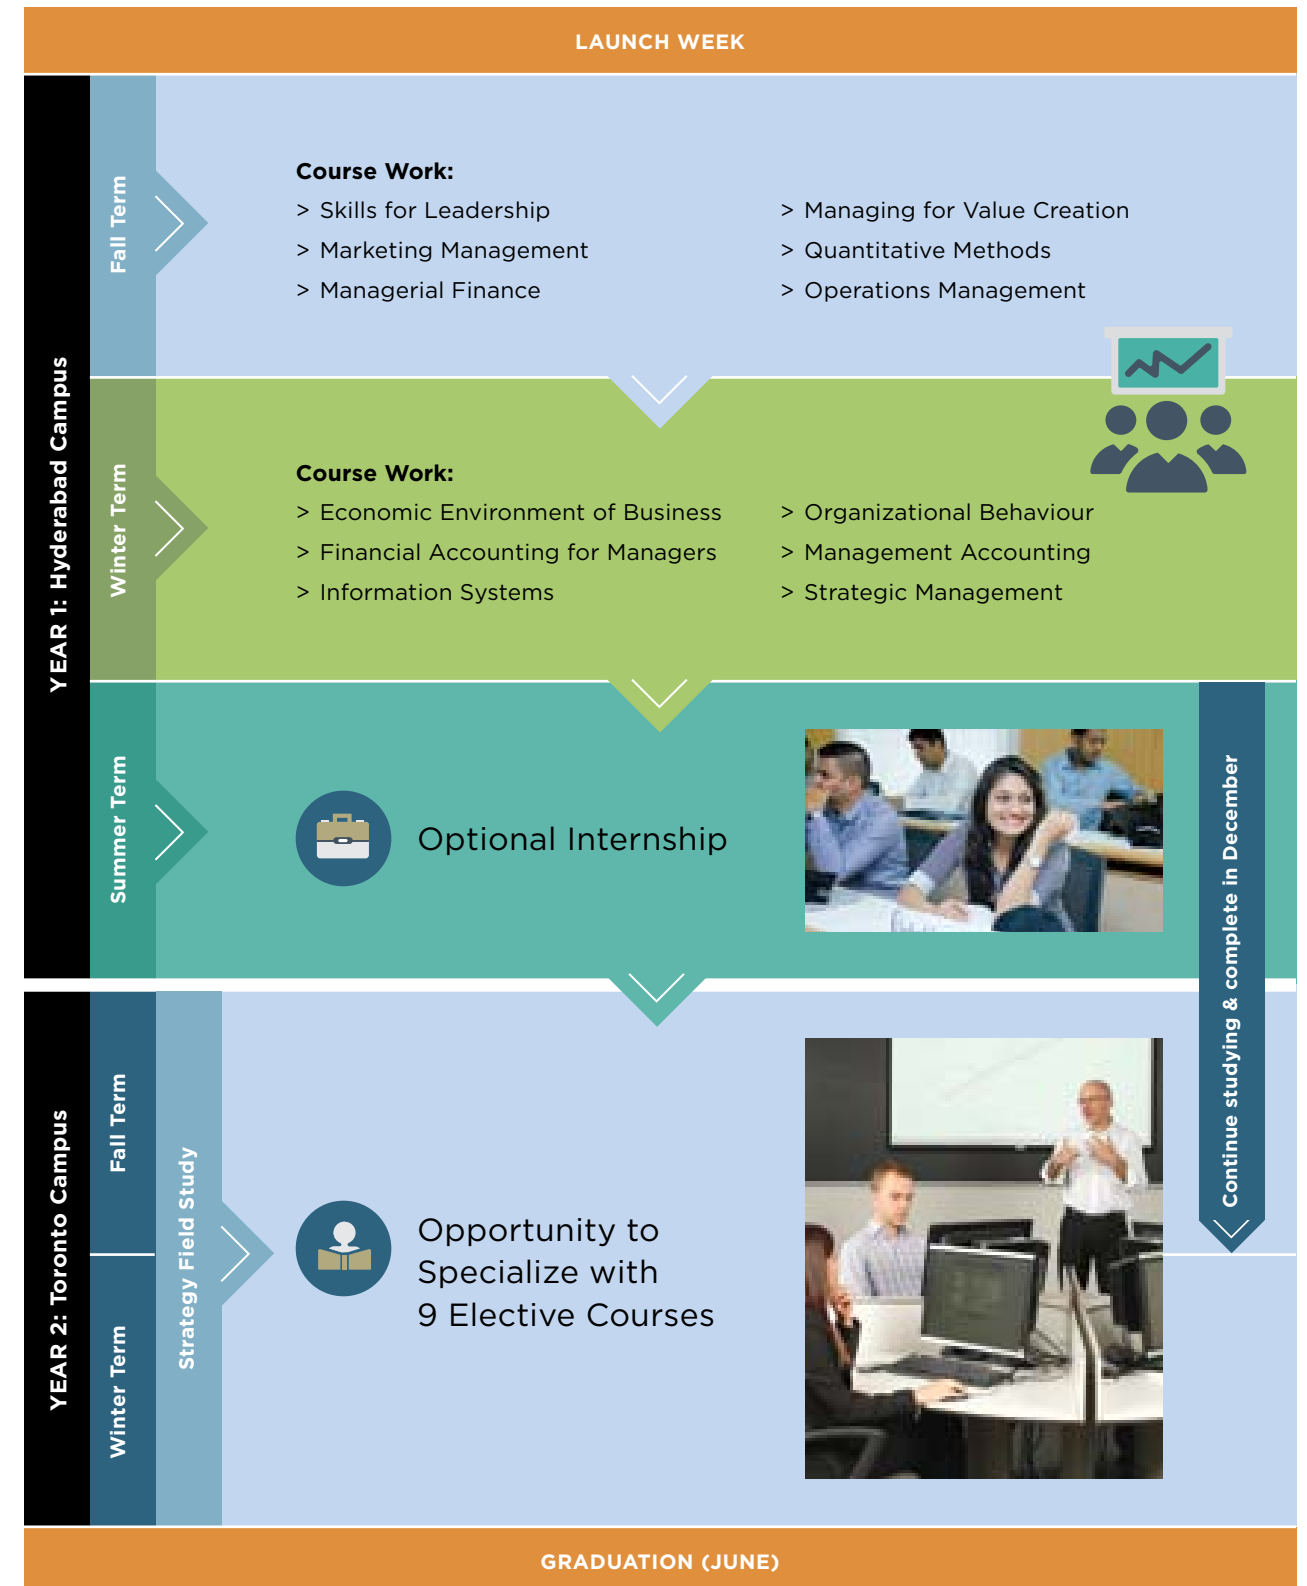 LAUNCH WEEK
YEAR 1: Hyderabad Campus
Fall Term
Course Work:
> Skills for Leadership
> Marketing Management
> Managerial Finance
> Managing for Value Creation
> Quantitative Methods
> Operations Management
Winter Term
Course Work:
> Economic Environment of Business
> Financial Accounting for Managers
> Information Systems
> Organizational Behaviour
> Management Accounting
> Strategic Management
Summer Term
Optional Internship
Continue studying & complete in December
YEAR 2: Toronto Campus
Fall Term
Winter Term
Strategy Field Study
Opportunity to
Specialize with
9 Elective Courses
GRADUATION (JUNE)